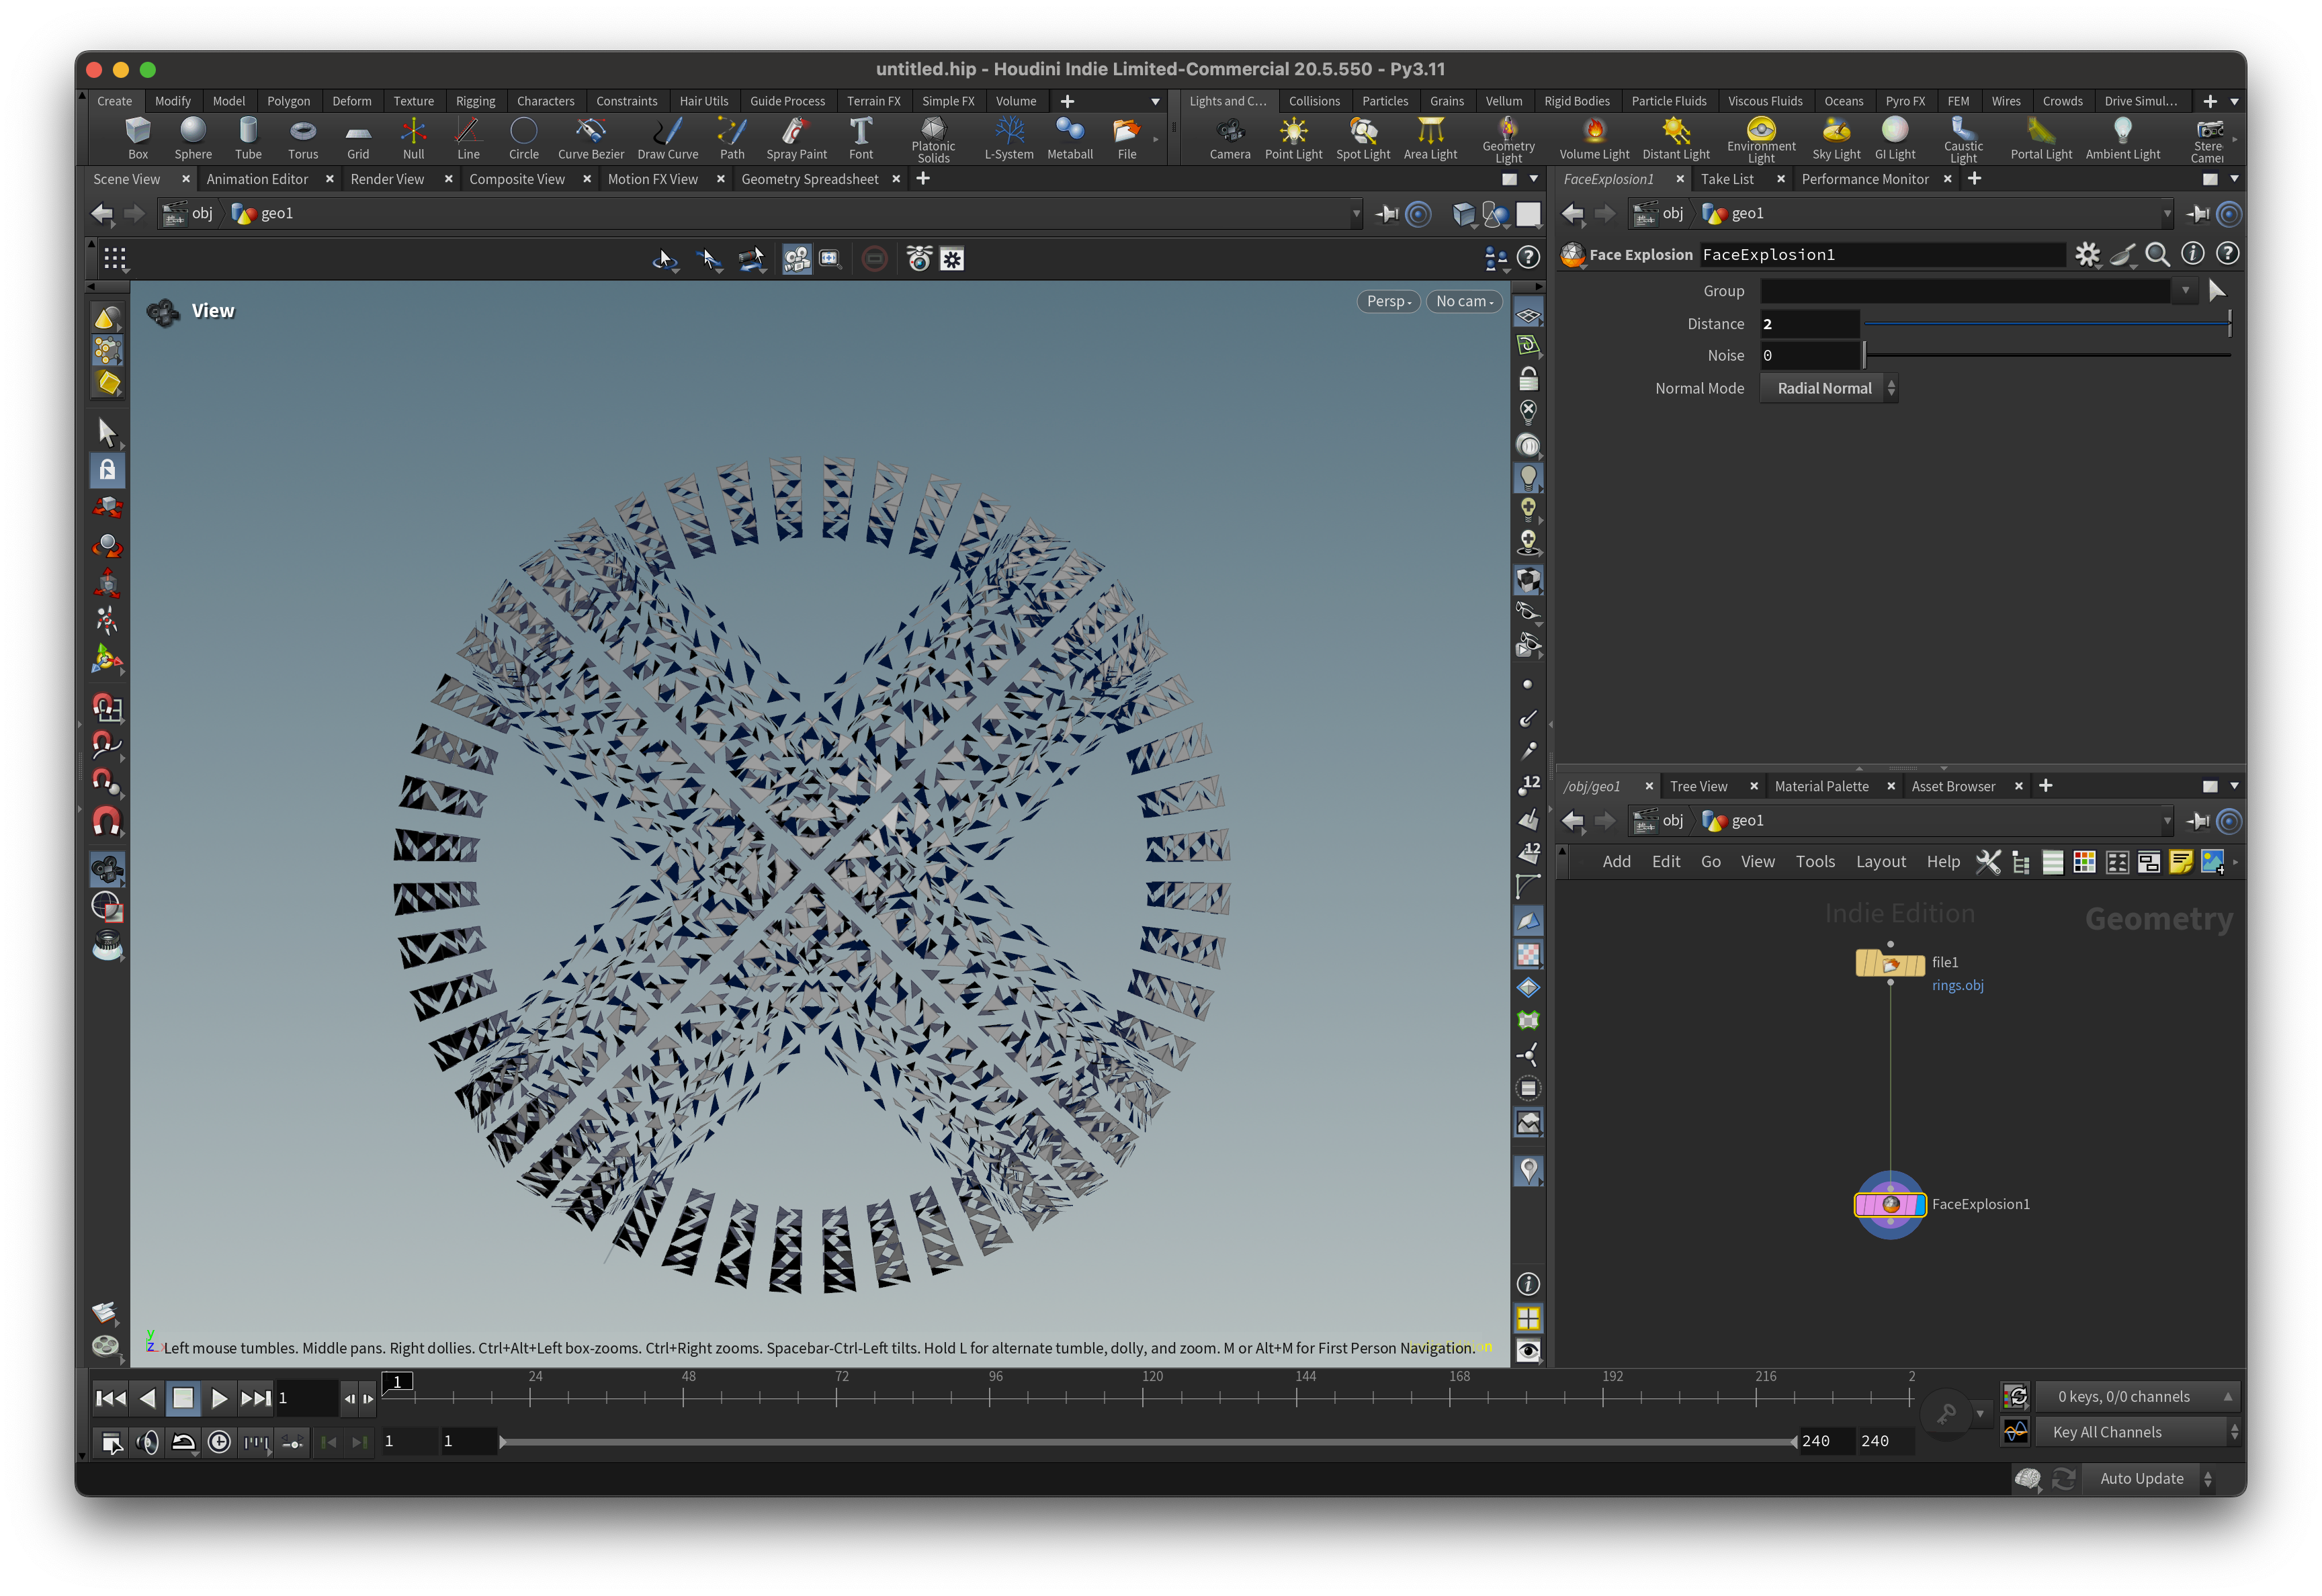 untitled.hip - Houdini Indie Limited-Commercial 20.5.550 - Py3.11
Create Modify Model Polygon Deform Texture Rigging Characters Constraints Hair Utils Guide Process Terrain FX Simple FX Volume
Lights and C... Collisions Particles Grains Vellum Rigid Bodies Particle Fluids Viscous Fluids Oceans Pyro FX FEM Wires Crowds Drive Simul...
Box Sphere Tube Torus Grid Null Line Circle Curve Bezier Draw Curve Path Spray Paint Font Platonic Solids L-System Metaball File
Camera Point Light Spot Light Area Light Geometry Light Volume Light Distant Light Environment Light Sky Light GI Light Caustic Light Portal Light Ambient Light Stereo
Scene View Animation Editor Render View Composite View Motion FX View Geometry Spreadsheet
obj geo1
View
Persp No cam
Left mouse tumbles. Middle pans. Right dollies. Ctrl+Alt+Left box-zooms. Ctrl+Right zooms. Spacebar-Ctrl-Left tilts. Hold L for alternate tumble, dolly, and zoom. M or Alt+M for First Person Navigation.
y
z
12
12
FaceExplosion1 Take List Performance Monitor
obj geo1
Face Explosion FaceExplosion1
Group
Distance 2
Noise 0
Normal Mode Radial Normal
/obj/geo1 Tree View Material Palette Asset Browser
obj geo1
Add Edit Go View Tools Layout Help
Indie Edition
Geometry
file1
rings.obj
FaceExplosion1
1 1 24 48 72 96 120 144 168 192 216 2
1 1 240 240
0 keys, 0/0 channels
Key All Channels
Auto Update